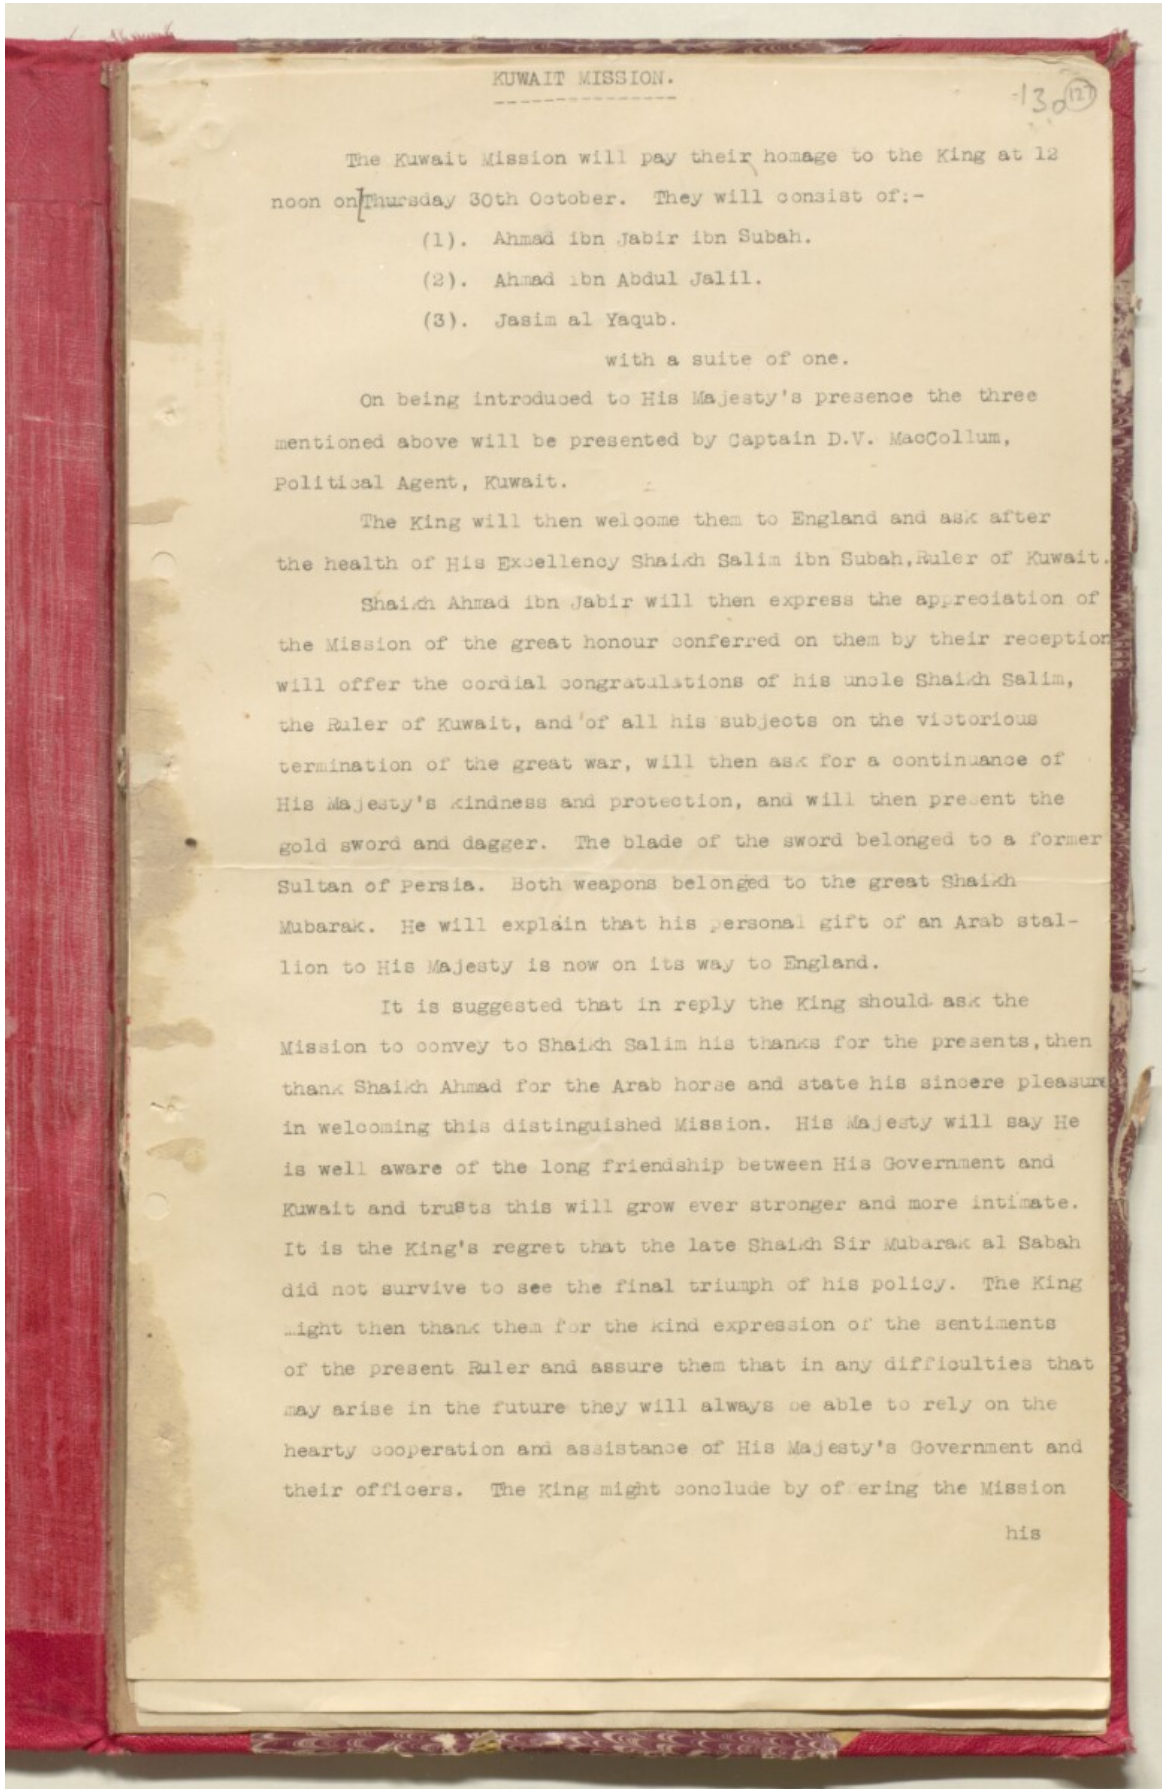 KUWAIT MISSION.
130
127
The Kuwait Mission will pay their homage to the King at 12
noon on Thursday 30th October. They will consist of:-
(1). Ahmad ibn Jabir ibn Subah.
(2). Ahmad ibn Abdul Jalil.
(3). Jasim al Yaqub.
with a suite of one.
On being introduced to His Majesty's presence the three
mentioned above will be presented by Captain D.V. MacCollum,
Political Agent, Kuwait.
The King will then welcome them to England and ask after
the health of His Excellency Shaikh Salim ibn Subah, Ruler of Kuwait.
Shaikh Ahmad ibn Jabir will then express the appreciation of
the Mission of the great honour conferred on them by their reception
will offer the cordial congratulations of his uncle Shaikh Salim,
the Ruler of Kuwait, and of all his subjects on the victorious
termination of the great war, will then ask for a continuance of
His Majesty's kindness and protection, and will then present the
gold sword and dagger. The blade of the sword belonged to a former
Sultan of Persia. Both weapons belonged to the great Shaikh
Mubarak. He will explain that his personal gift of an Arab stal-
lion to His Majesty is now on its way to England.
It is suggested that in reply the King should ask the
Mission to convey to Shaikh Salim his thanks for the presents, then
thank Shaikh Ahmad for the Arab horse and state his sincere pleasure
in welcoming this distinguished Mission. His Majesty will say He
is well aware of the long friendship between His Government and
Kuwait and trusts this will grow ever stronger and more intimate.
It is the King's regret that the late Shaikh Sir Mubarak al Sabah
did not survive to see the final triumph of his policy. The King
might then thank them for the kind expression of the sentiments
of the present Ruler and assure them that in any difficulties that
may arise in the future they will always be able to rely on the
hearty cooperation and assistance of His Majesty's Government and
their officers. The King might conclude by offering the Mission
his